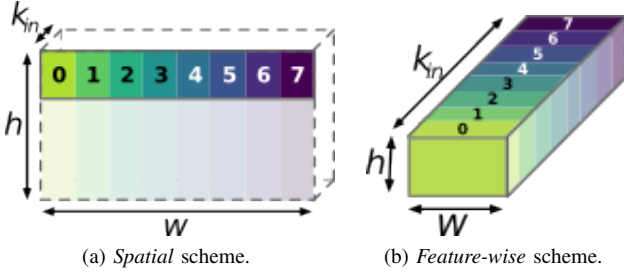 k_in
0 1 2 3 4 5 6 7
h
w
(a) Spatial scheme.
7
6
5
4
3
2
1
0
k_in
h
w
(b) Feature-wise scheme.